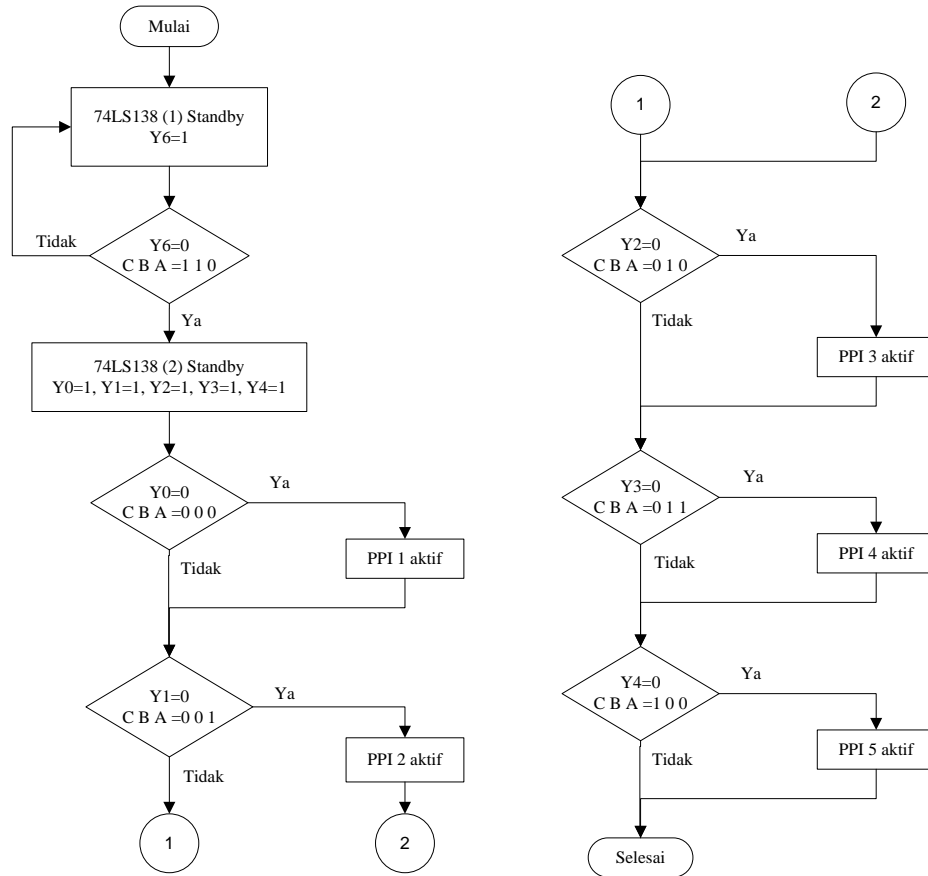 Mulai
74LS138 (1) Standby
Y6=1
Tidak
Y6=0
C B A =1 1 0
Ya
74LS138 (2) Standby
Y0=1, Y1=1, Y2=1, Y3=1, Y4=1
Y0=0
C B A =0 0 0
Ya
Tidak
PPI 1 aktif
Y1=0
C B A =0 0 1
Ya
PPI 2 aktif
Tidak
1
2
1
2
Y2=0
C B A =0 1 0
Ya
Tidak
PPI 3 aktif
Y3=0
C B A =0 1 1
Ya
Tidak
PPI 4 aktif
Y4=0
C B A =1 0 0
Ya
Tidak
PPI 5 aktif
Selesai